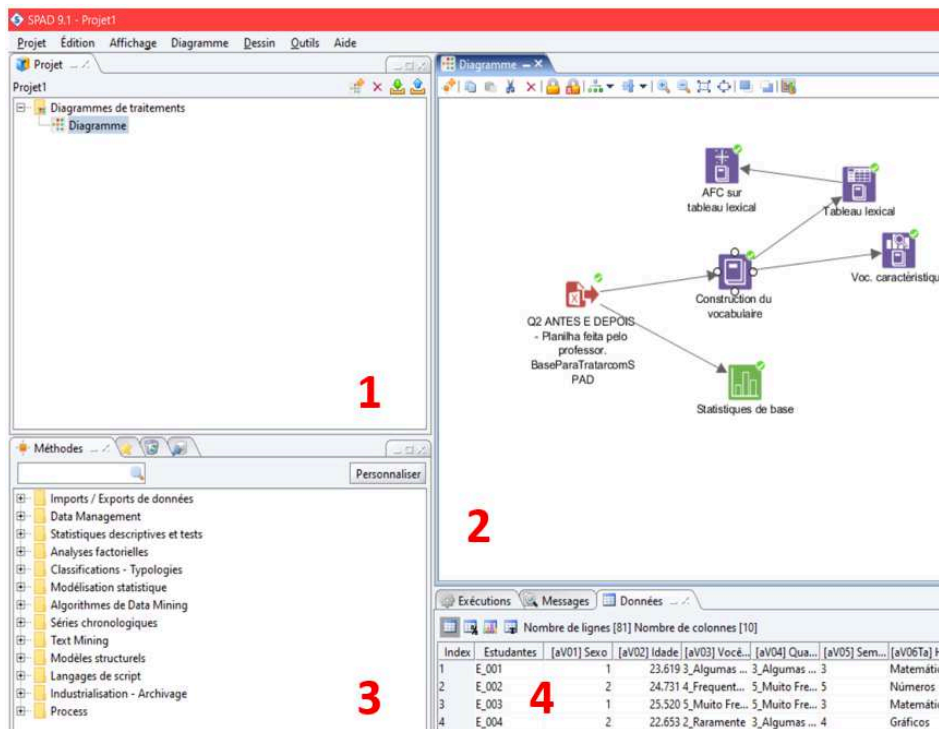 SPAD 9.1 - Projet1
Projet Édition Affichage Diagramme Dessin Outils Aide
Projet
Projet1
Diagrammes de traitements
Diagramme
1
Diagramme
AFC sur
tableau lexical
Tableau lexical
Voc. caractèristiqu
Construction du
vocabulaire
Q2 ANTES E DEPOIS
- Planilha feita pelo
professor.
BaseParaTratarcomS
PAD
Statistiques de base
2
Méthodes
Personnaliser
Imports / Exports de données
Data Management
Statistiques descriptives et tests
Analyses factorielles
Classifications - Typologies
Modélisation statistique
Algorithmes de Data Mining
Séries chronologiques
Text Mining
Modèles structurels
Langages de script
Industrialisation - Archivage
Process
3
Exécutions Messages Données
Nombre de lignes [81] Nombre de colonnes [10]
Index Estudantes [aV01] Sexo [aV02] Idade [aV03] Você... [aV04] Qua... [aV05] Sem... [aV06Ta]
1 E_001 1 23.619 3_Algumas ... 3_Algumas ... 3 Matemátic
2 E_002 2 24.731 4_Frequent... 5_Muito Fre... 5 Números
3 E_003 1 25.520 5_Muito Fre... 5_Muito Fre... 3 Matemátic
4 E_004 2 22.653 2_Raramente 3_Algumas ... 4 Gráficos
4